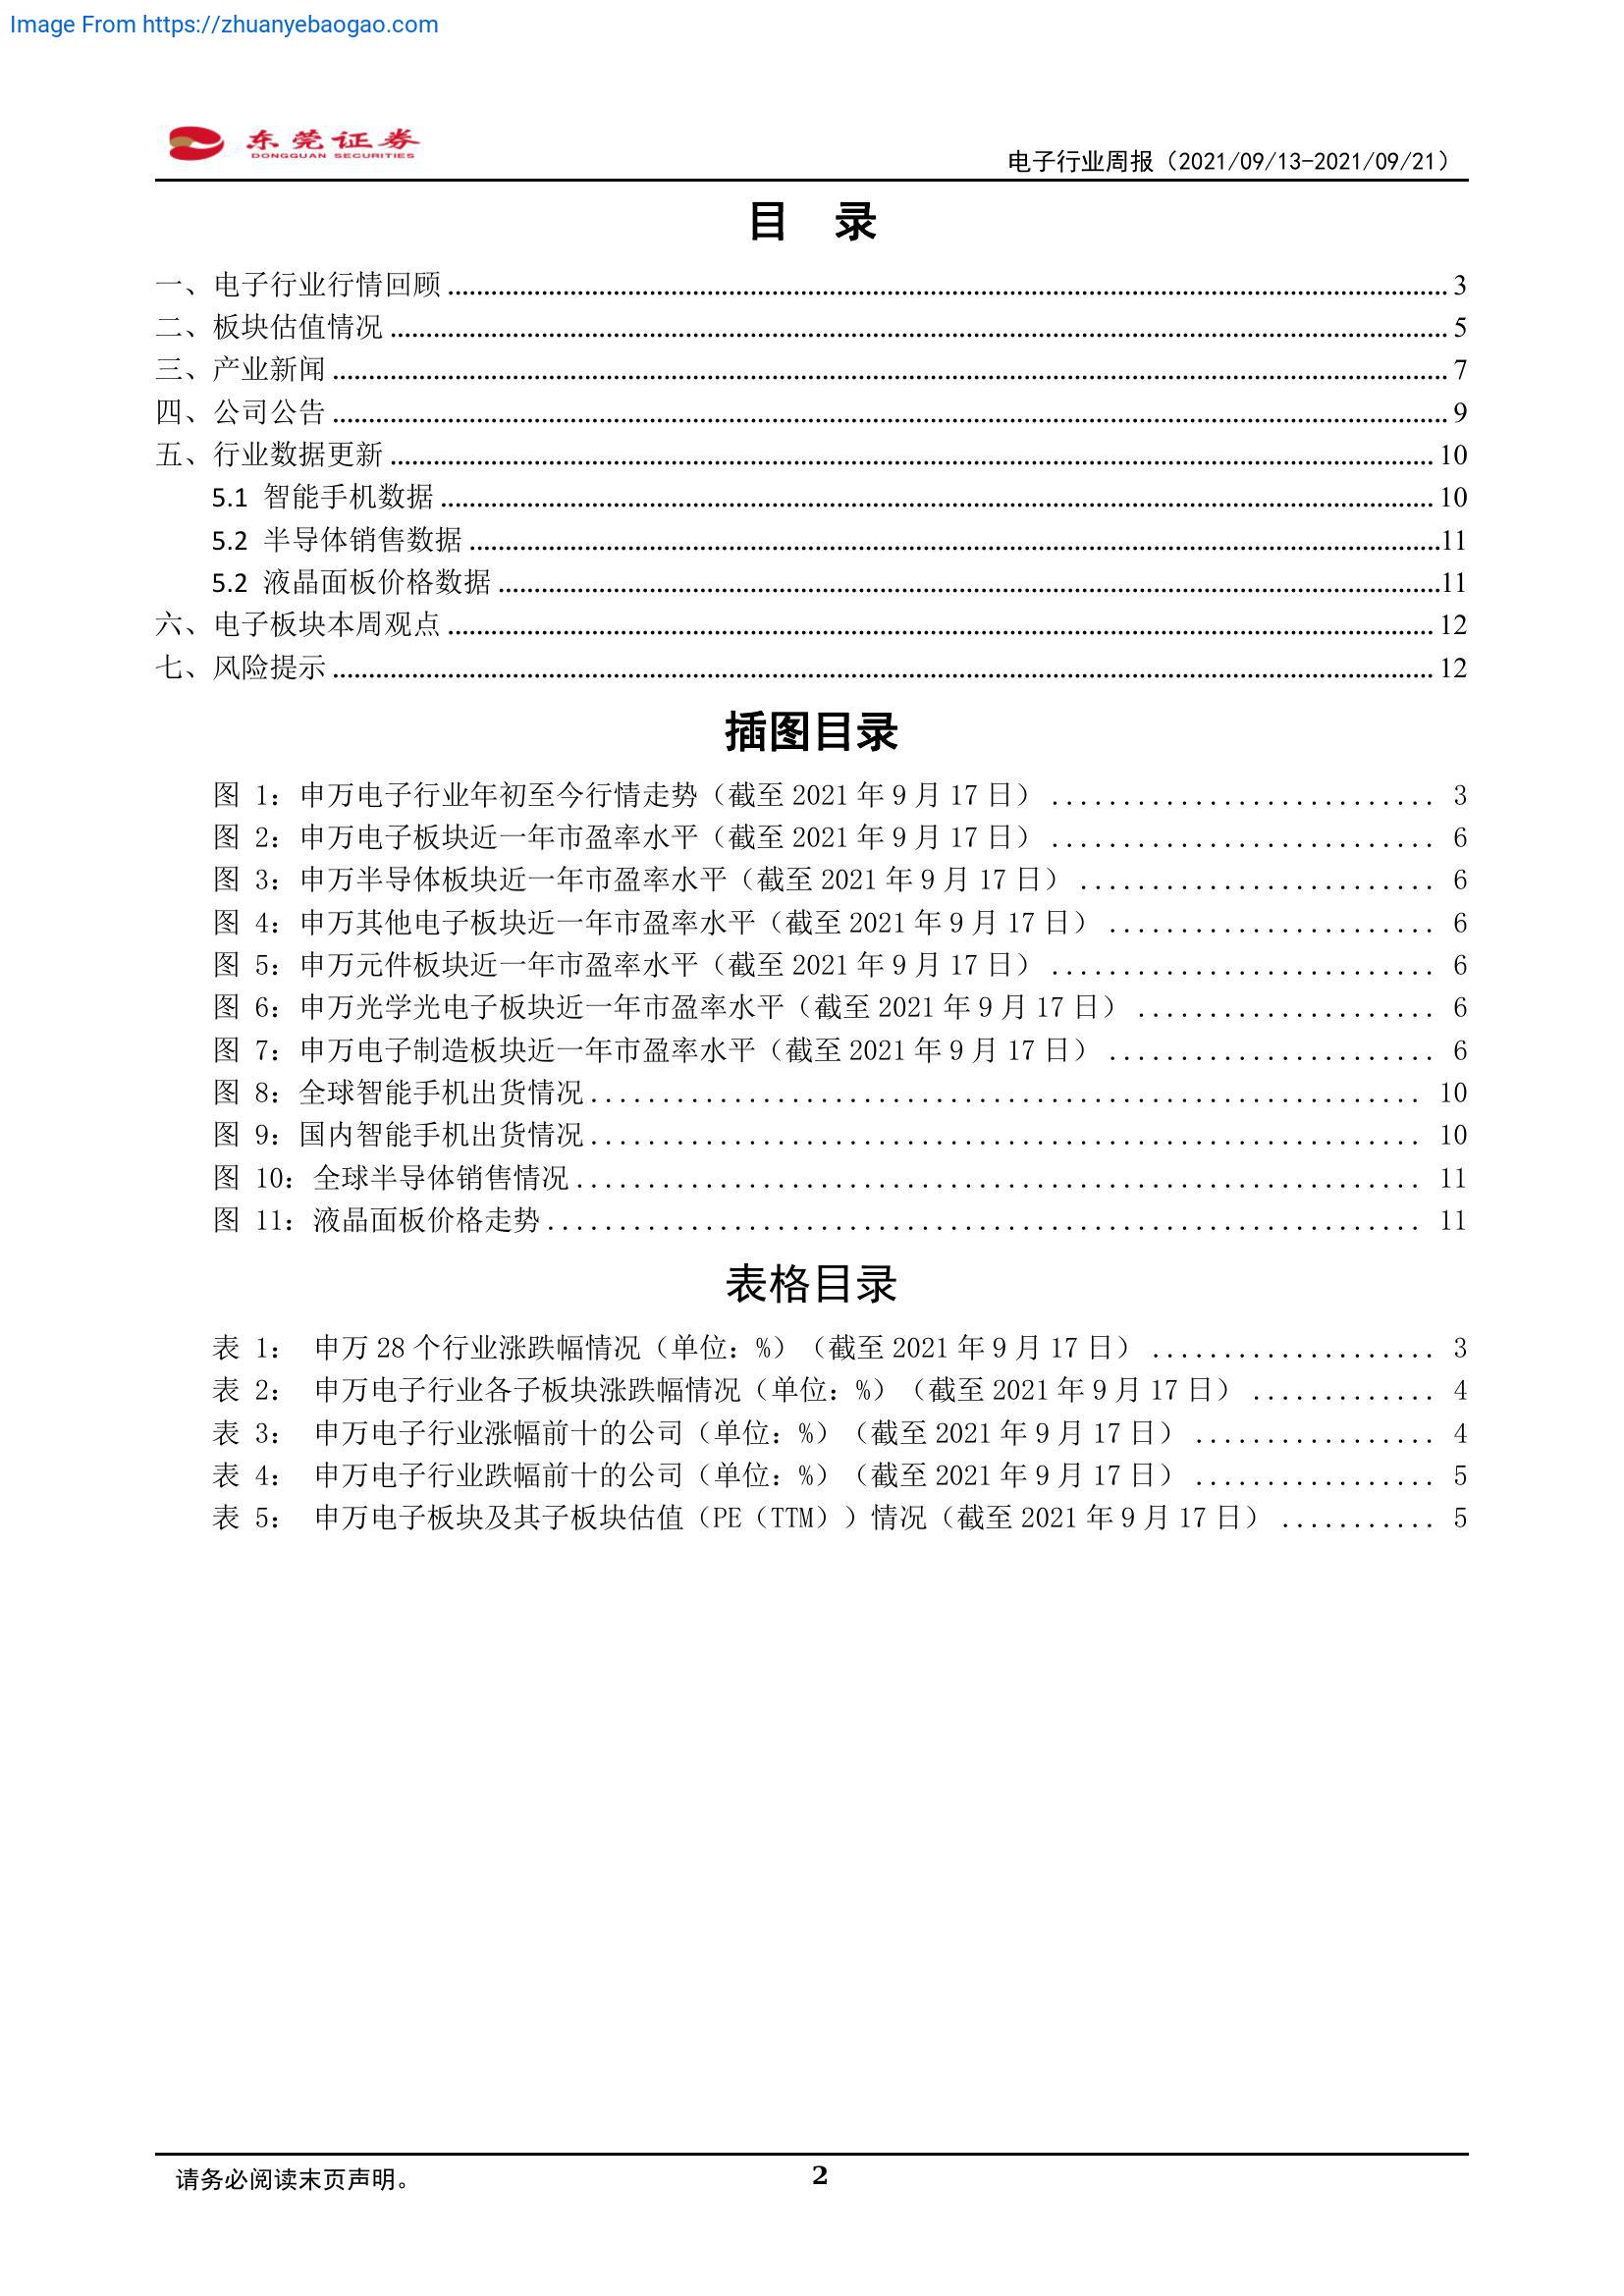 Image From https://zhuanyebaogao.com
东莞证券
DONGGUAN SECURITIES
电子行业周报（2021/09/13-2021/09/21）
目 录
一、电子行业行情回顾 ........................ 3
二、板块估值情况 ........................ 5
三、产业新闻 ........................ 7
四、公司公告 ........................ 9
五、行业数据更新 ........................ 10
5.1 智能手机数据 ........................ 10
5.2 半导体销售数据 ........................ 11
5.2 液晶面板价格数据 ........................ 11
六、电子板块本周观点 ........................ 12
七、风险提示 ........................ 12
插图目录
图 1：申万电子行业年初至今行情走势（截至 2021 年 9 月 17 日） ........................ 3
图 2：申万电子板块近一年市盈率水平（截至 2021 年 9 月 17 日） ........................ 6
图 3：申万半导体板块近一年市盈率水平（截至 2021 年 9 月 17 日） ........................ 6
图 4：申万其他电子板块近一年市盈率水平（截至 2021 年 9 月 17 日） ........................ 6
图 5：申万元件板块近一年市盈率水平（截至 2021 年 9 月 17 日） ........................ 6
图 6：申万光学光电子板块近一年市盈率水平（截至 2021 年 9 月 17 日） ........................ 6
图 7：申万电子制造板块近一年市盈率水平（截至 2021 年 9 月 17 日） ........................ 6
图 8：全球智能手机出货情况 ........................ 10
图 9：国内智能手机出货情况 ........................ 10
图 10：全球半导体销售情况 ........................ 11
图 11：液晶面板价格走势 ........................ 11
表格目录
表 1： 申万 28 个行业涨跌幅情况（单位：%）（截至 2021 年 9 月 17 日） ........................ 3
表 2： 申万电子行业各子板块涨跌幅情况（单位：%）（截至 2021 年 9 月 17 日） ........................ 4
表 3： 申万电子行业涨幅前十的公司（单位：%）（截至 2021 年 9 月 17 日） ........................ 4
表 4： 申万电子行业跌幅前十的公司（单位：%）（截至 2021 年 9 月 17 日） ........................ 5
表 5： 申万电子板块及其子板块估值（PE（TTM））情况（截至 2021 年 9 月 17 日） ........................ 5
请务必阅读末页声明。
2